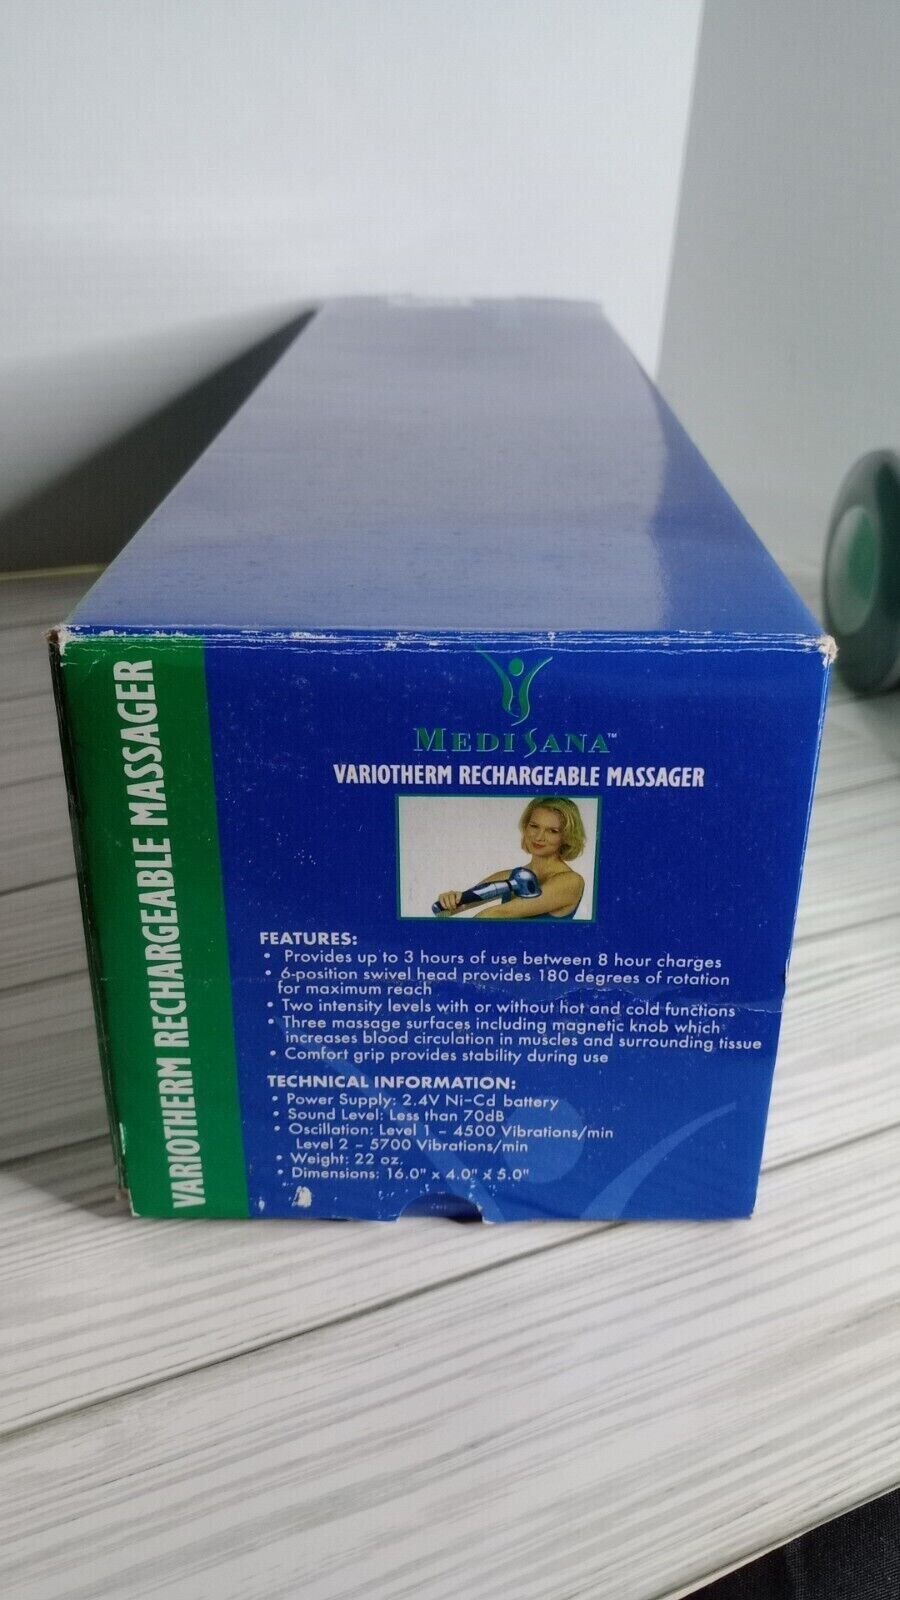 VARIOTHERM RECHARGEABLE MASSAGER
MEDISANA™
VARIOTHERM RECHARGEABLE MASSAGER
FEATURES:
• Provides up to 3 hours of use between 8 hour charges
• 6-position swivel head provides 180 degrees of rotation
for maximum reach
• Two intensity levels with or without hot and cold functions
• Three massage surfaces including magnetic knob which
increases blood circulation in muscles and surrounding tissue
• Comfort grip provides stability during use
TECHNICAL INFORMATION:
• Power Supply: 2.4V Ni-Cd battery
• Sound Level: Less than 70dB
• Oscillation: Level 1 – 4500 Vibrations/min
Level 2 – 5700 Vibrations/min
• Weight: 22 oz.
• Dimensions: 16.0" x 4.0" x 5.0"